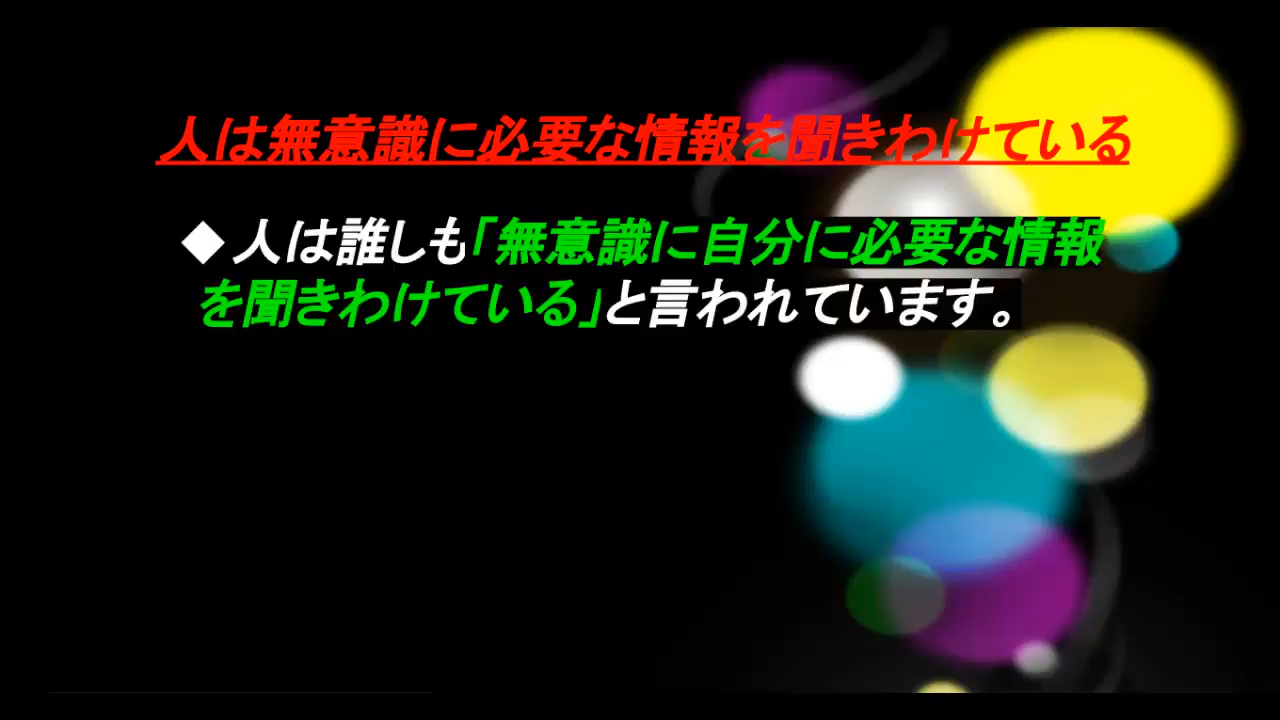 人は無意識に必要な情報を聞きわけている
◆人は誰しも「無意識に自分に必要な情報
を聞きわけている」と言われています。